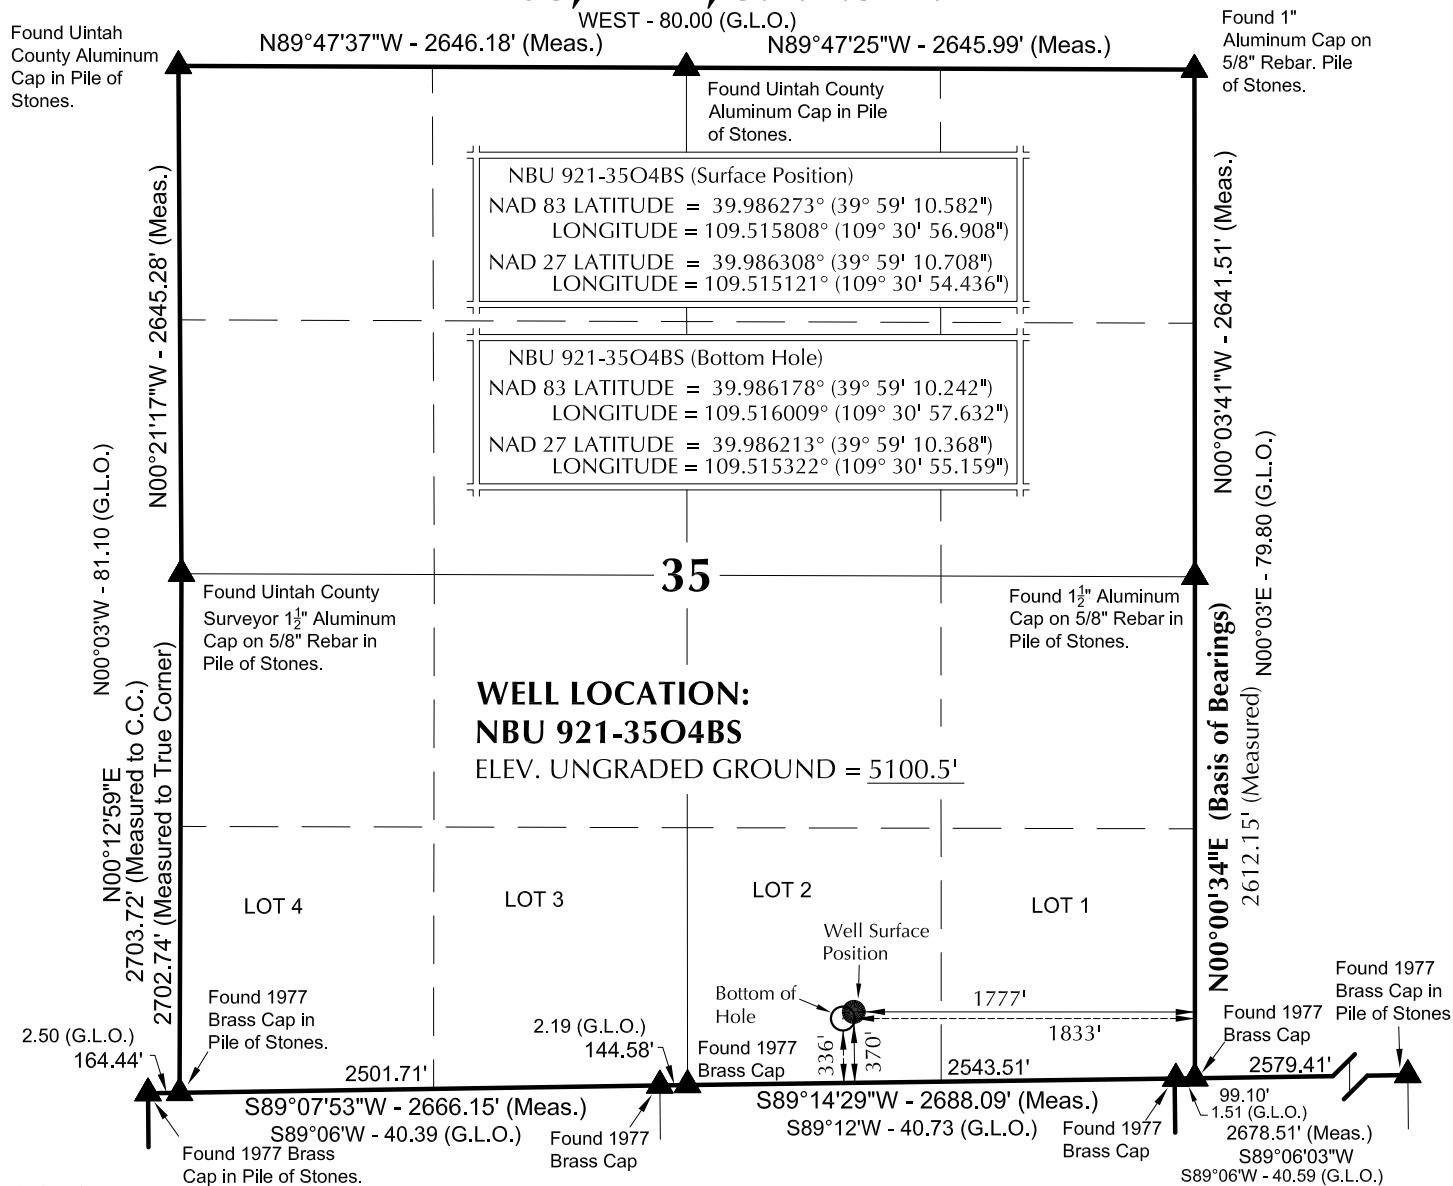 WEST - 80.00 (G.L.O.)
N89°47'37"W - 2646.18' (Meas.)
N89°47'25"W - 2645.99' (Meas.)
Found Uintah
County Aluminum
Cap in Pile of
Stones.
Found 1"
Aluminum Cap on
5/8" Rebar. Pile
of Stones.
Found Uintah County
Aluminum Cap in Pile
of Stones.
NBU 921-35O4BS (Surface Position)
NAD 83 LATITUDE = 39.986273° (39° 59' 10.582")
LONGITUDE = 109.515808° (109° 30' 56.908")
NAD 27 LATITUDE = 39.986308° (39° 59' 10.708")
LONGITUDE = 109.515121° (109° 30' 54.436")
NBU 921-35O4BS (Bottom Hole)
NAD 83 LATITUDE = 39.986178° (39° 59' 10.242")
LONGITUDE = 109.516009° (109° 30' 57.632")
NAD 27 LATITUDE = 39.986213° (39° 59' 10.368")
LONGITUDE = 109.515322° (109° 30' 55.159")
N00°21'17"W - 2645.28' (Meas.)
N00°03'W - 81.10 (G.L.O.)
N00°03'41"W - 2641.51' (Meas.)
N00°03'E - 79.80 (G.L.O.)
35
Found Uintah County
Surveyor 1½" Aluminum
Cap on 5/8" Rebar in
Pile of Stones.
Found 1½" Aluminum
Cap on 5/8" Rebar in
Pile of Stones.
WELL LOCATION:
NBU 921-35O4BS
ELEV. UNGRADED GROUND = 5100.5'
N00°12'59"E
2703.72' (Measured to C.C.)
2702.74' (Measured to True Corner)
N00°00'34"E (Basis of Bearings)
2612.15' (Measured)
LOT 4
LOT 3
LOT 2
LOT 1
Well Surface
Position
Bottom of
Hole
1777'
1833'
336'
370'
Found 1977
Brass Cap in
Pile of Stones.
2.50 (G.L.O.)
164.44'
2.19 (G.L.O.)
144.58'
Found 1977
Brass Cap
Found 1977
Brass Cap
Found 1977
Brass Cap in
Pile of Stones
2501.71'
2543.51'
2579.41'
S89°07'53"W - 2666.15' (Meas.)
S89°06'W - 40.39 (G.L.O.)
S89°14'29"W - 2688.09' (Meas.)
S89°12'W - 40.73 (G.L.O.)
99.10'
1.51 (G.L.O.)
2678.51' (Meas.)
S89°06'03"W
S89°06'W - 40.59 (G.L.O.)
Found 1977 Brass
Cap in Pile of Stones.
Found 1977
Brass Cap
Found 1977
Brass Cap